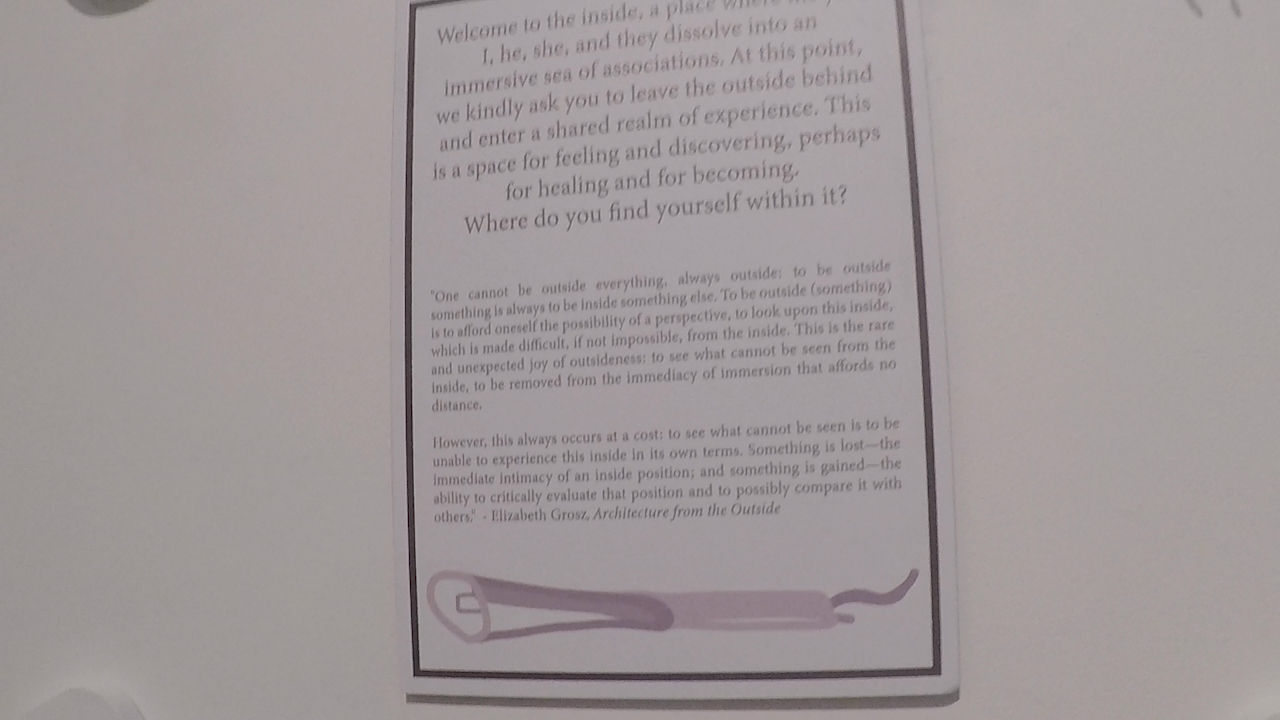 Welcome to the inside, a place where
I, he, she, and they dissolve into an
immersive sea of associations. At this point,
we kindly ask you to leave the outside behind
and enter a shared realm of experience. This
is a space for feeling and discovering, perhaps
for healing and for becoming.
Where do you find yourself within it?
"One cannot be outside everything, always outside: to be outside
something is always to be inside something else. To be outside (something)
is to afford oneself the possibility of a perspective, to look upon this inside,
which is made difficult, if not impossible, from the inside. This is the rare
and unexpected joy of outsideness: to see what cannot be seen from the
inside, to be removed from the immediacy of immersion that affords no
distance.
However, this always occurs at a cost: to see what cannot be seen is to be
unable to experience this inside in its own terms. Something is lost—the
immediate intimacy of an inside position; and something is gained—the
ability to critically evaluate that position and to possibly compare it with
others." - Elizabeth Grosz, Architecture from the Outside